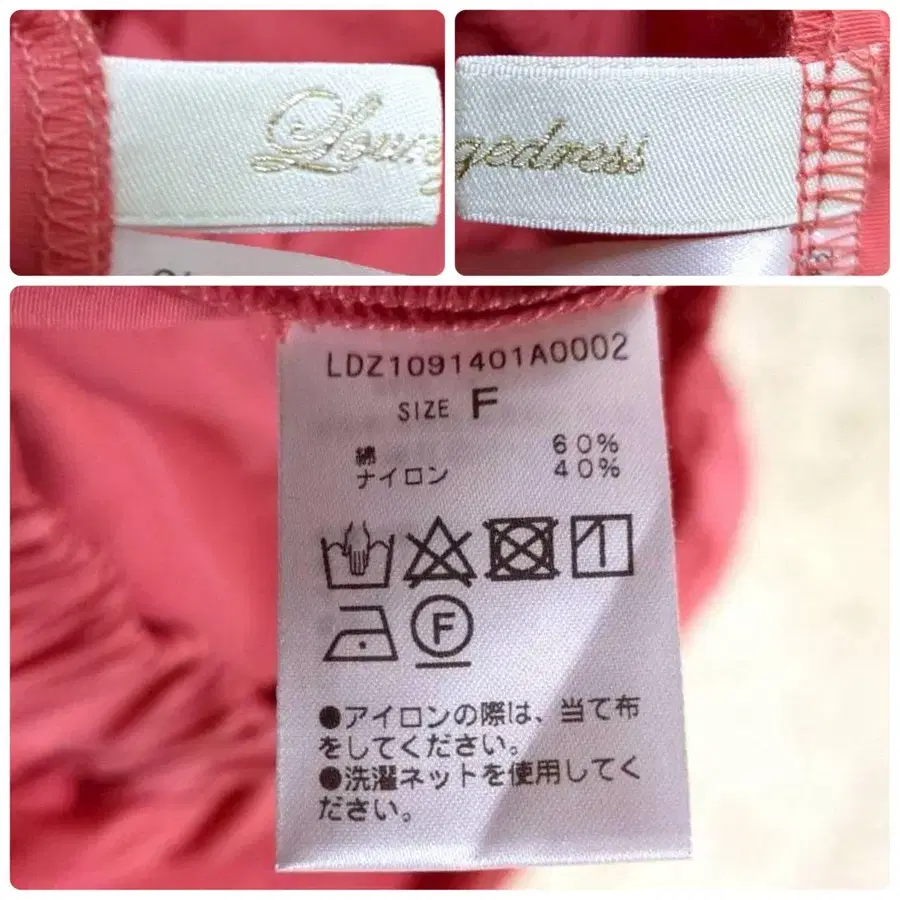 Loungedress
LDZ1091401A0002
SIZE F
綿 60%
ナイロン 40%
F
●アイロンの際は、当て布
をしてください。
●洗濯ネットを使用してく
ださい。